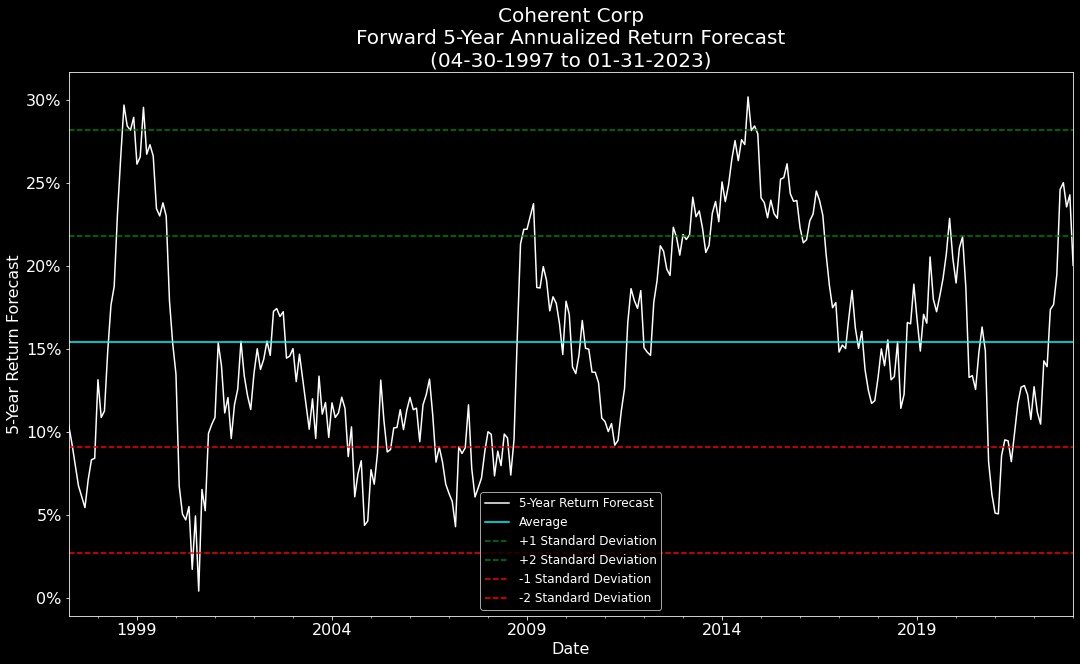 Coherent Corp
Forward 5-Year Annualized Return Forecast
(04-30-1997 to 01-31-2023)
5-Year Return Forecast
30%
25%
20%
15%
10%
5%
0%
5-Year Return Forecast
Average
+1 Standard Deviation
+2 Standard Deviation
-1 Standard Deviation
-2 Standard Deviation
1999 2004 2009 2014 2019
Date